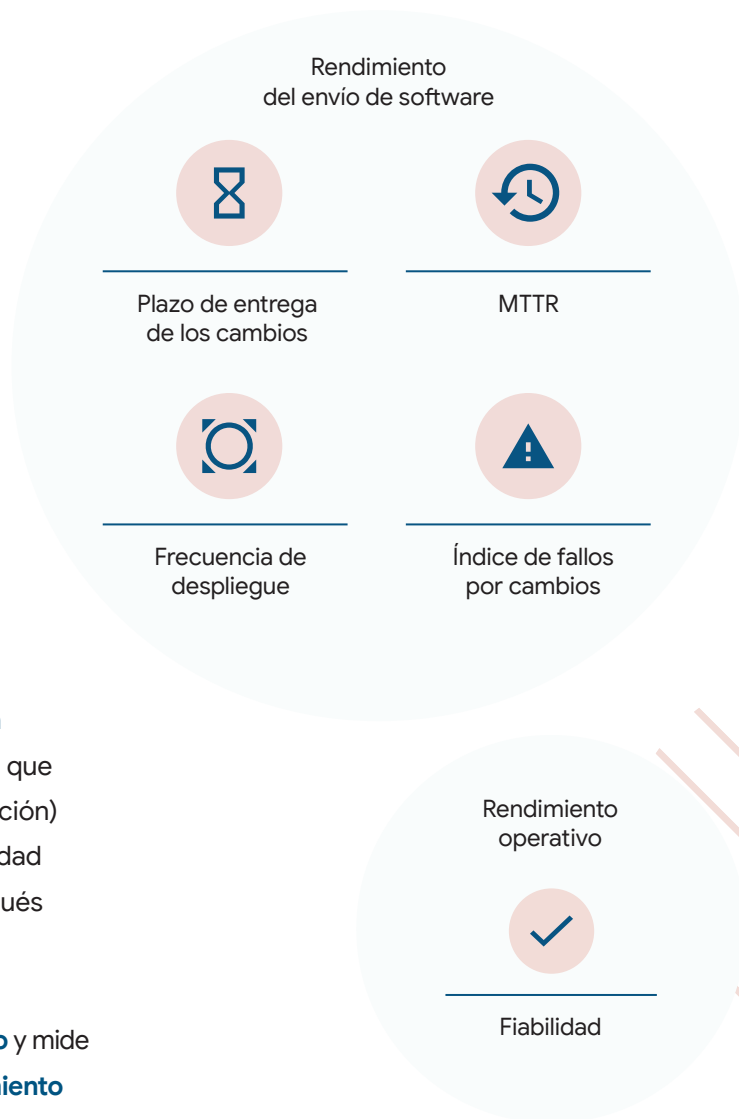 Rendimiento
del envío de software
Plazo de entrega
de los cambios
MTTR
Frecuencia de
despliegue
Índice de fallos
por cambios
que
ción)
dad
ués
o y mide
niento
Rendimiento
operativo
Fiabilidad